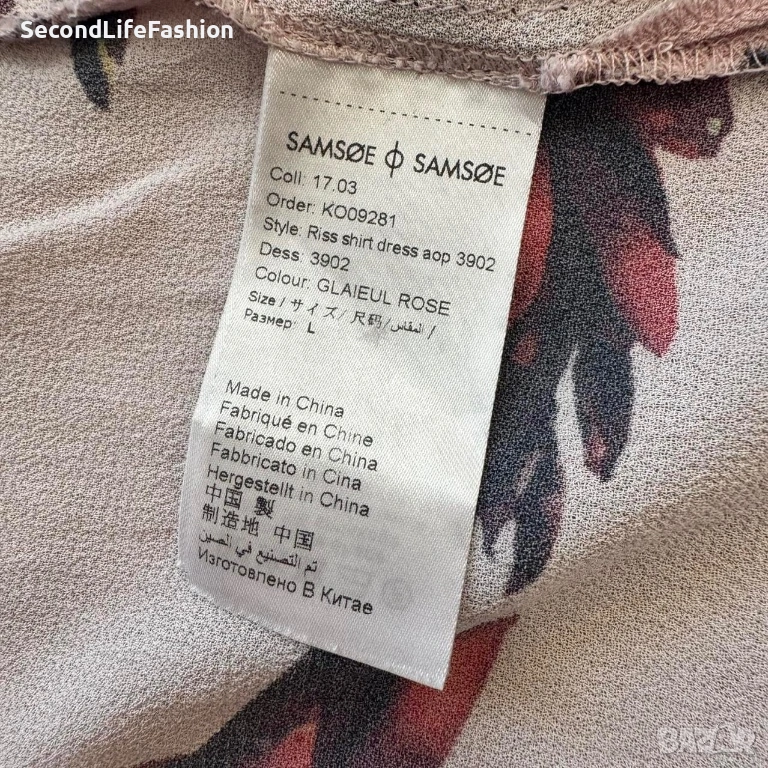 SecondLifeFashion
SAMSØE ϕ SAMSØE
Coll: 17.03
Order: KO09281
Style: Riss shirt dress aop 3902
Dess: 3902
Colour: GLAIEUL ROSE
Size / サイズ/ 尺码/ المقاس /
Размер: L
Made in China
Fabriqué en Chine
Fabricado en China
Fabbricato in Cina
Hergestellt in China
中国 製
制造地 中国
تم التصنيع في الصين
Изготовлено В Китае
BAZAR